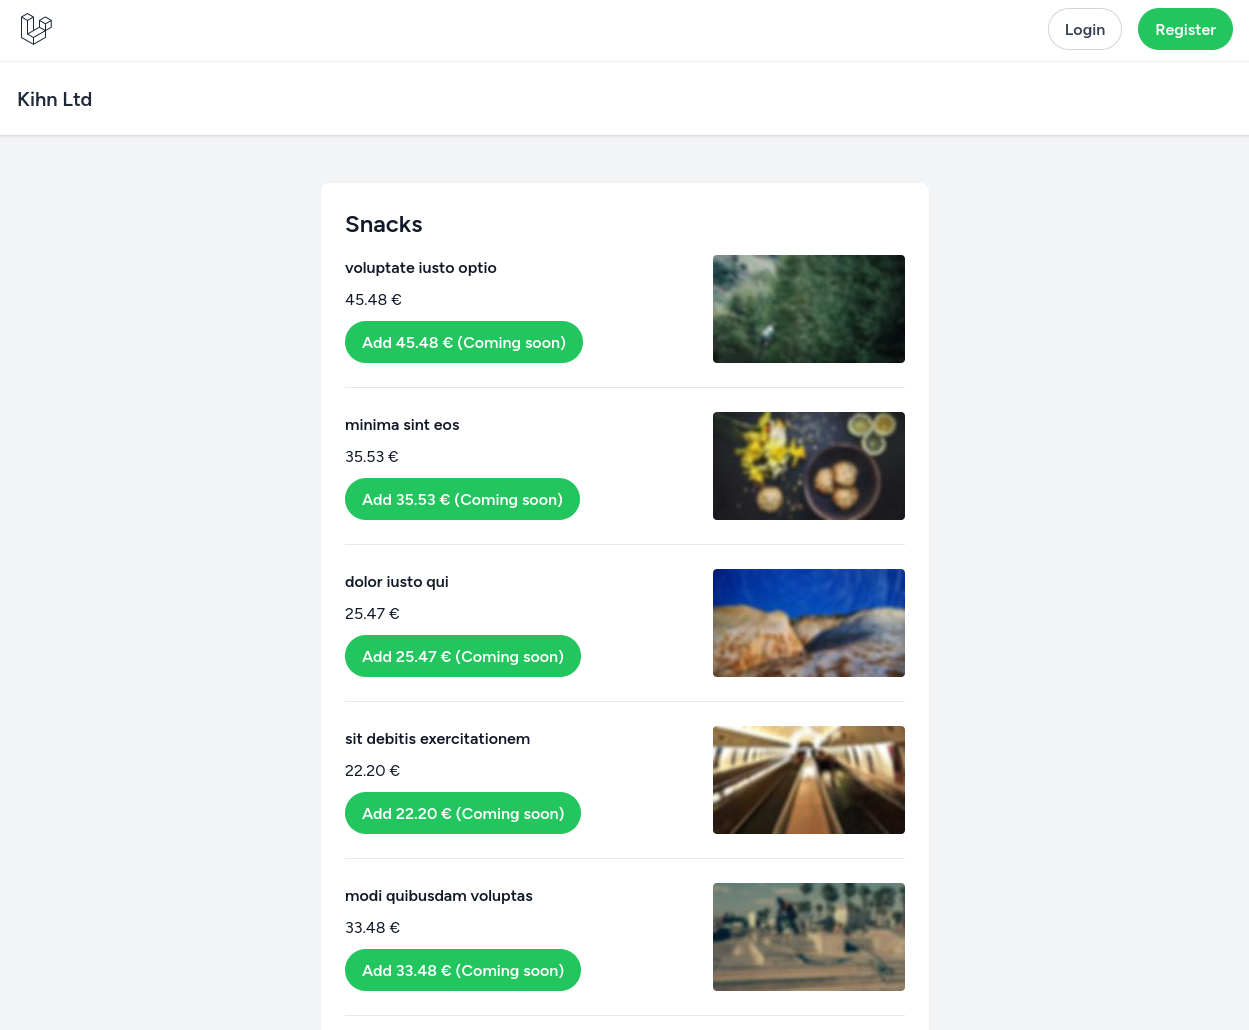 Login
Register
Kihn Ltd
Snacks
voluptate iusto optio
45.48 €
Add 45.48 € (Coming soon)
minima sint eos
35.53 €
Add 35.53 € (Coming soon)
dolor iusto qui
25.47 €
Add 25.47 € (Coming soon)
sit debitis exercitationem
22.20 €
Add 22.20 € (Coming soon)
modi quibusdam voluptas
33.48 €
Add 33.48 € (Coming soon)